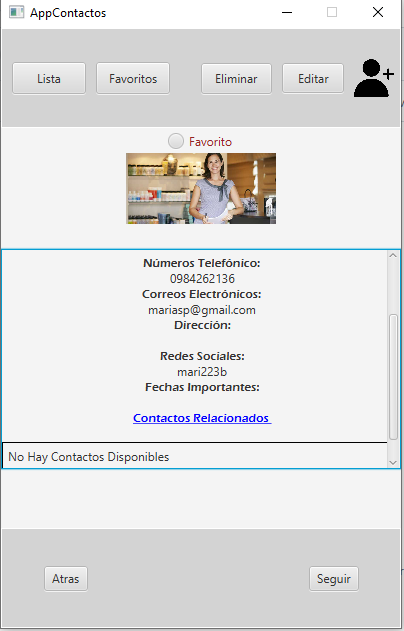 AppContactos
Lista Favoritos Eliminar Editar
Favorito
Números Telefónico:
0984262136
Correos Electrónicos:
mariasp@gmail.com
Dirección:
Redes Sociales:
mari223b
Fechas Importantes:
Contactos Relacionados
No Hay Contactos Disponibles
Atras Seguir